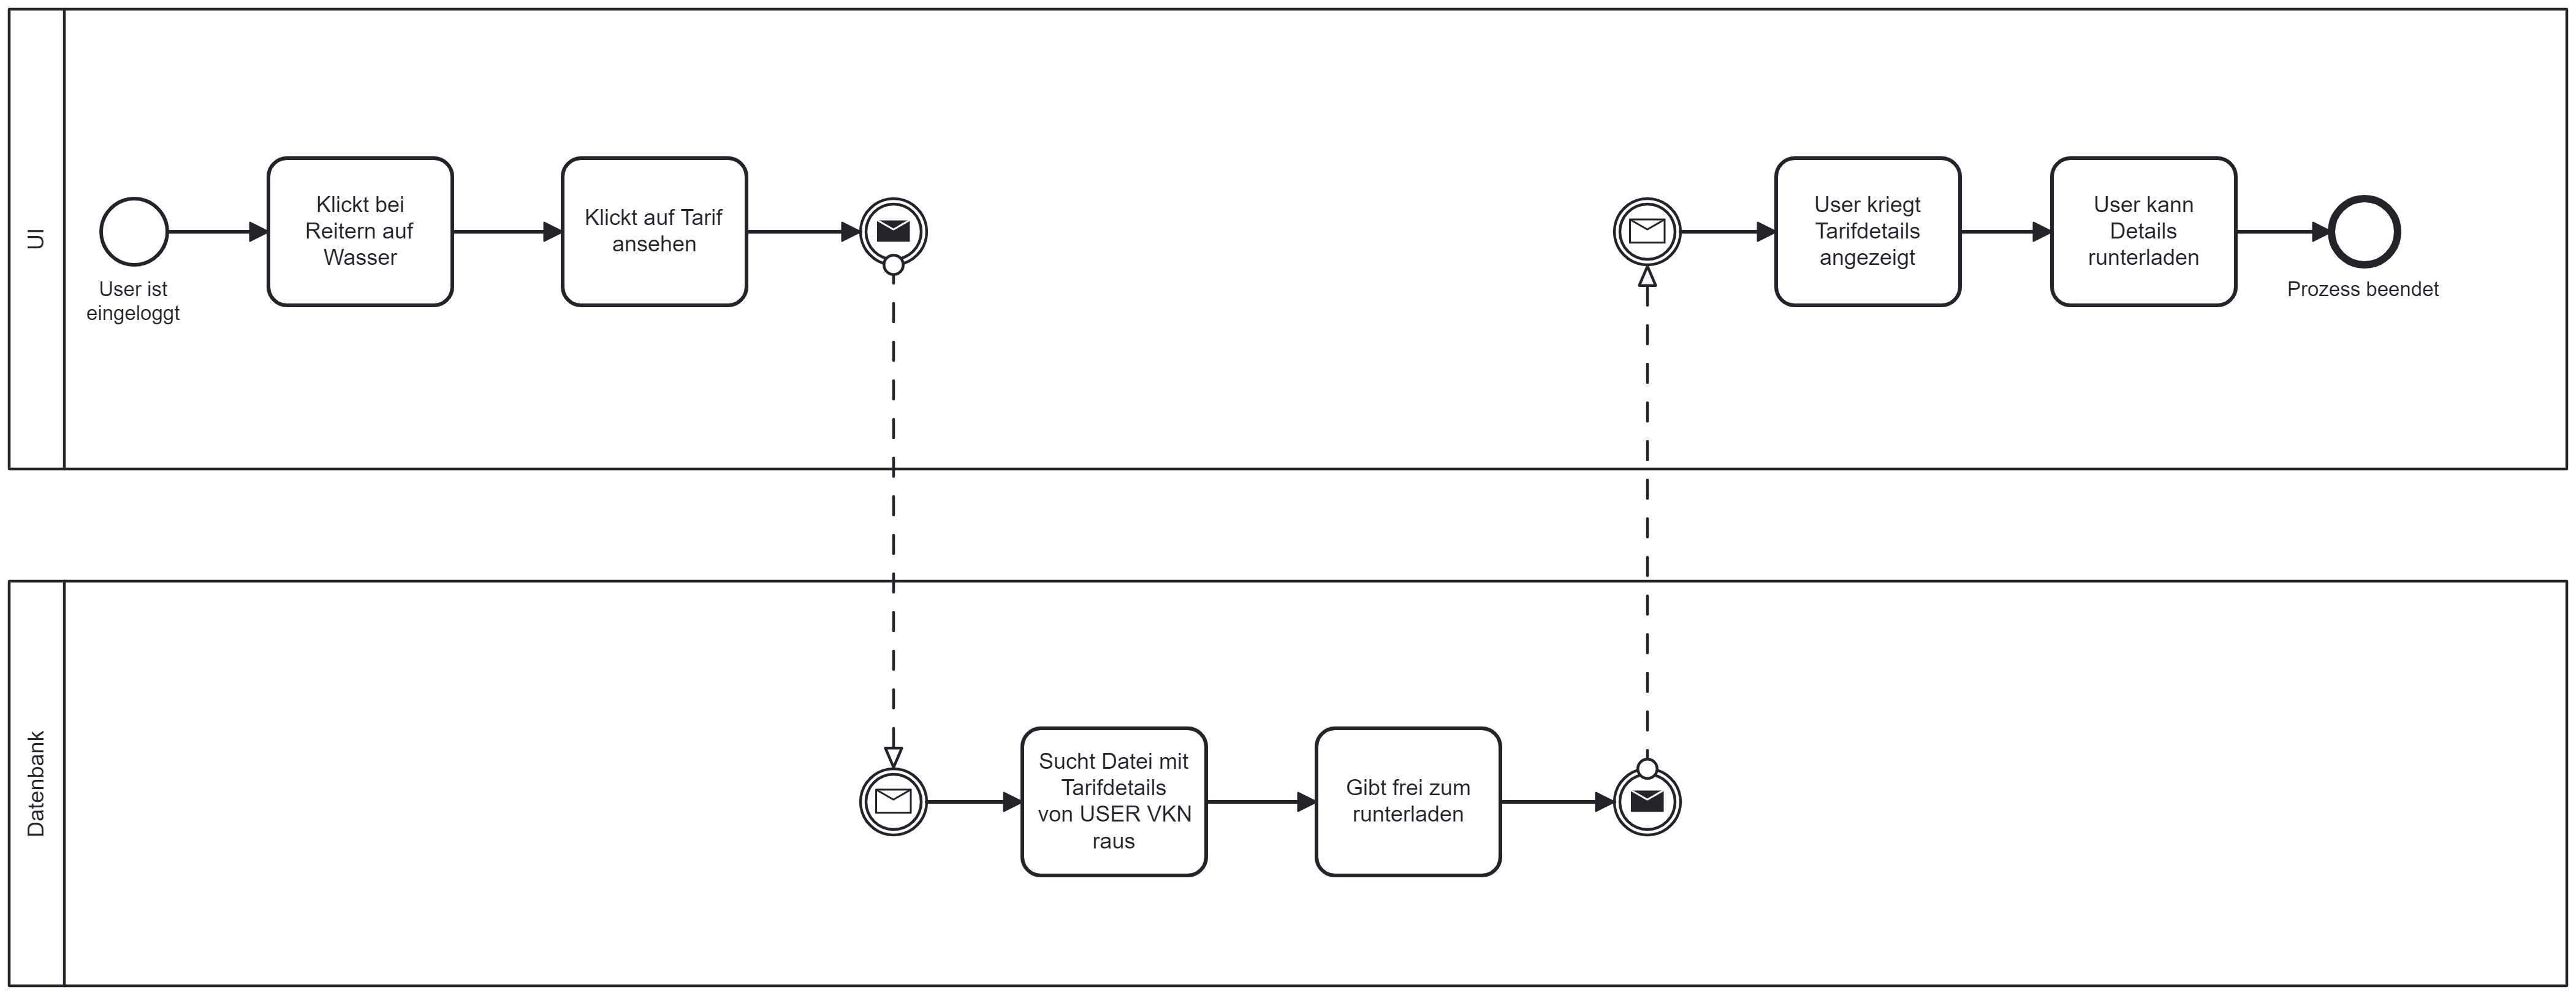 UI
User ist
eingeloggt
Klickt bei
Reitern auf
Wasser
Klickt auf Tarif
ansehen
User kriegt
Tarifdetails
angezeigt
User kann
Details
runterladen
Prozess beendet
Datenbank
Sucht Datei mit
Tarifdetails
von USER VKN
raus
Gibt frei zum
runterladen